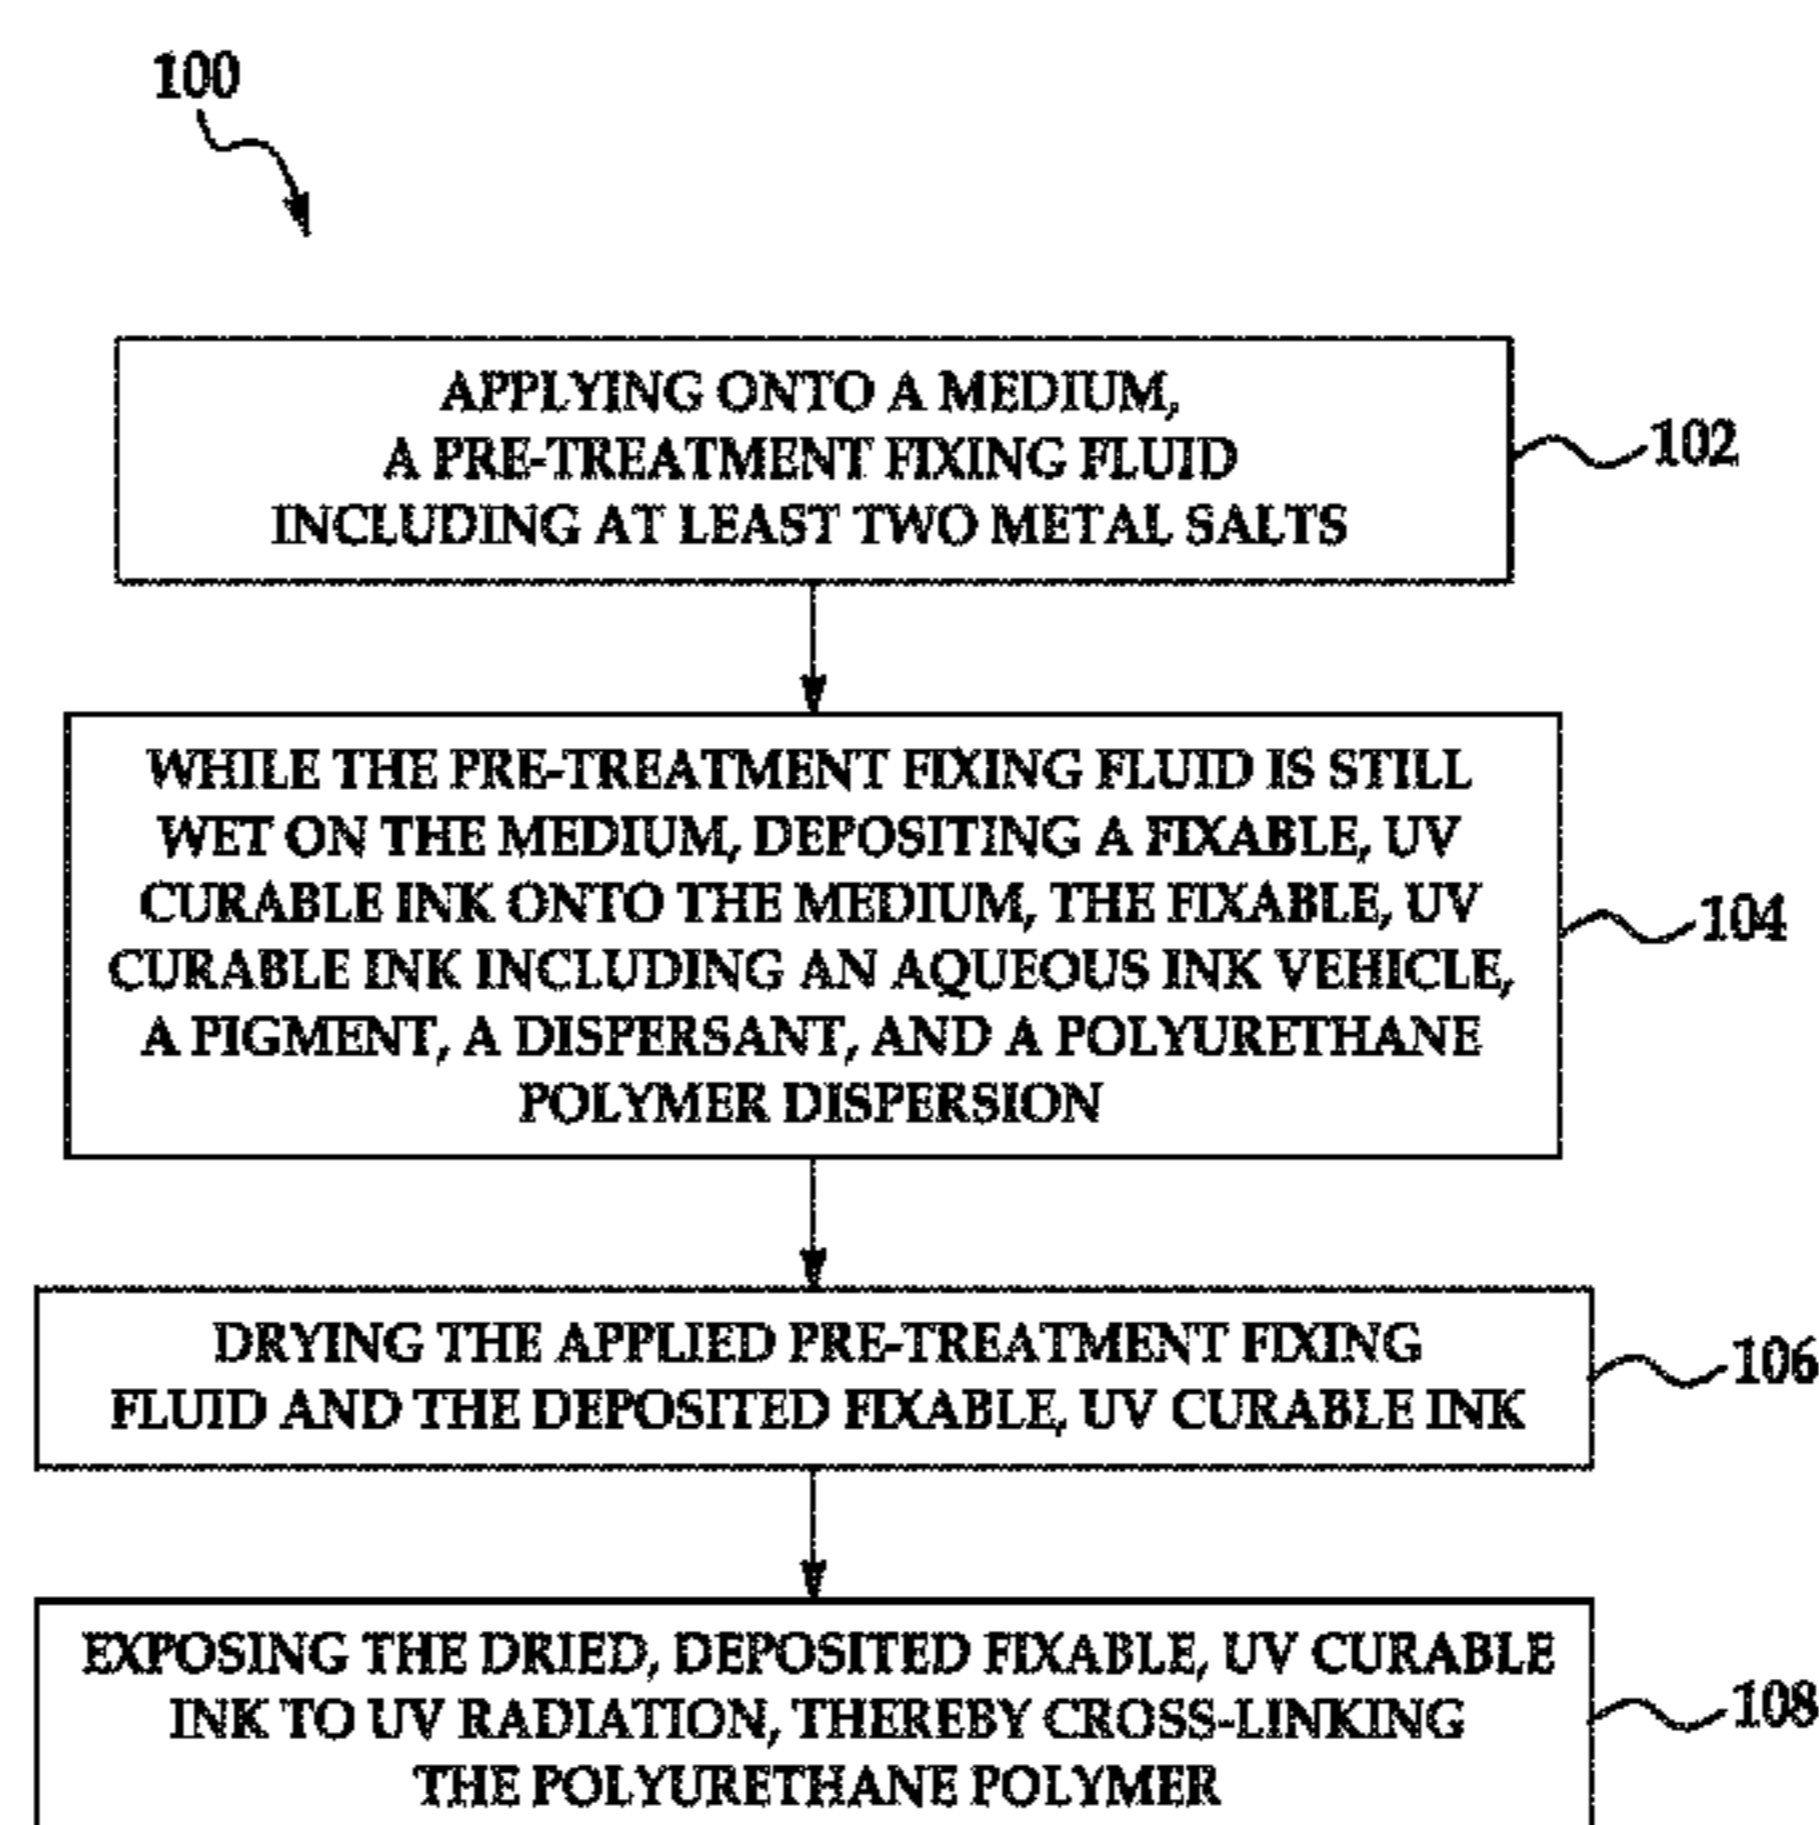 100
APPLYING ONTO A MEDIUM,
A PRE-TREATMENT FIXING FLUID
INCLUDING AT LEAST TWO METAL SALTS
102
WHILE THE PRE-TREATMENT FIXING FLUID IS STILL
WET ON THE MEDIUM, DEPOSITING A FIXABLE, UV
CURABLE INK ONTO THE MEDIUM, THE FIXABLE, UV
CURABLE INK INCLUDING AN AQUEOUS INK VEHICLE,
A PIGMENT, A DISPERSANT, AND A POLYURETHANE
POLYMER DISPERSION
104
DRYING THE APPLIED PRE-TREATMENT FIXING
FLUID AND THE DEPOSITED FIXABLE, UV CURABLE INK
106
EXPOSING THE DRIED, DEPOSITED FIXABLE, UV CURABLE
INK TO UV RADIATION, THEREBY CROSS-LINKING
THE POLYURETHANE POLYMER
108